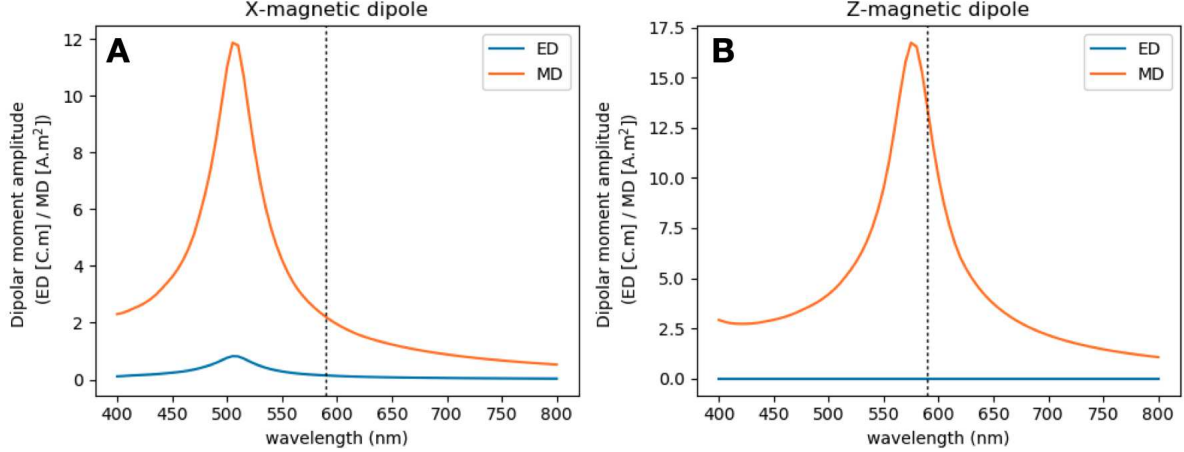 X-magnetic dipole
A
ED
MD
12
10
8
6
4
2
0
Dipolar moment amplitude
(ED [C.m] / MD [A.m²])
400 450 500 550 600 650 700 750 800
wavelength (nm)
Z-magnetic dipole
B
ED
MD
17.5
15.0
12.5
10.0
7.5
5.0
2.5
0.0
Dipolar moment amplitude
(ED [C.m] / MD [A.m²])
400 450 500 550 600 650 700 750 800
wavelength (nm)